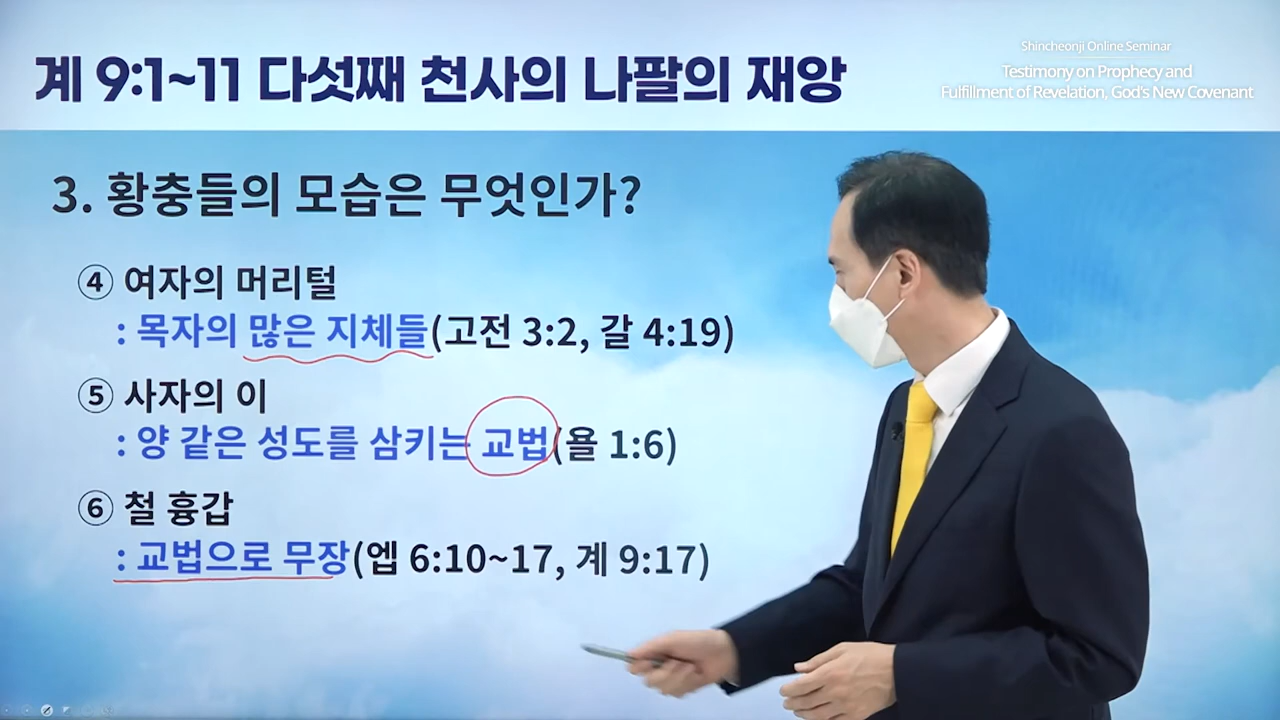 계 9:1~11 다섯째 천사의 나팔의 재앙
Shincheonji Online Seminar
Testimony on Prophecy and
Fulfillment of Revelation, God's New Covenant
3. 황충들의 모습은 무엇인가?
④ 여자의 머리털
: 목자의 많은 지체들(고전 3:2, 갈 4:19)
⑤ 사자의 이
: 양 같은 성도를 삼키는 교법(욜 1:6)
⑥ 철 흉갑
: 교법으로 무장(엡 6:10~17, 계 9:17)